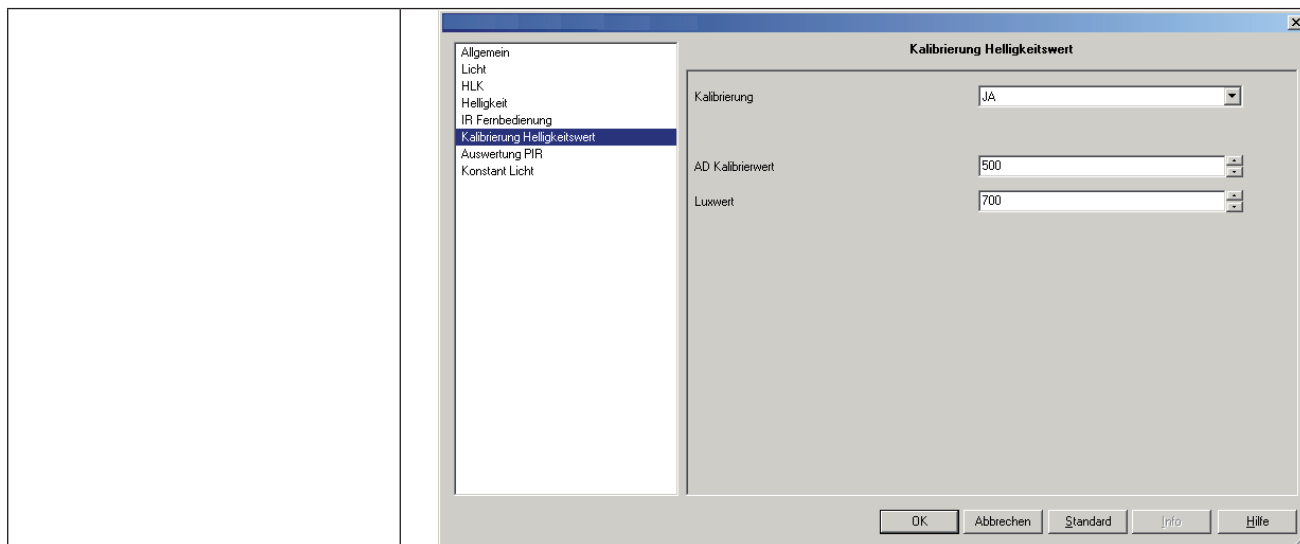 Kalibrierung Helligkeitswert
Allgemein
Licht
HLK
Helligkeit
IR Fernbedienung
Kalibrierung Helligkeitswert
Auswertung PIR
Konstant Licht
Kalibrierung JA
AD Kalibrierwert 500
Luxwert 700
OK Abbrechen Standard Info Hilfe